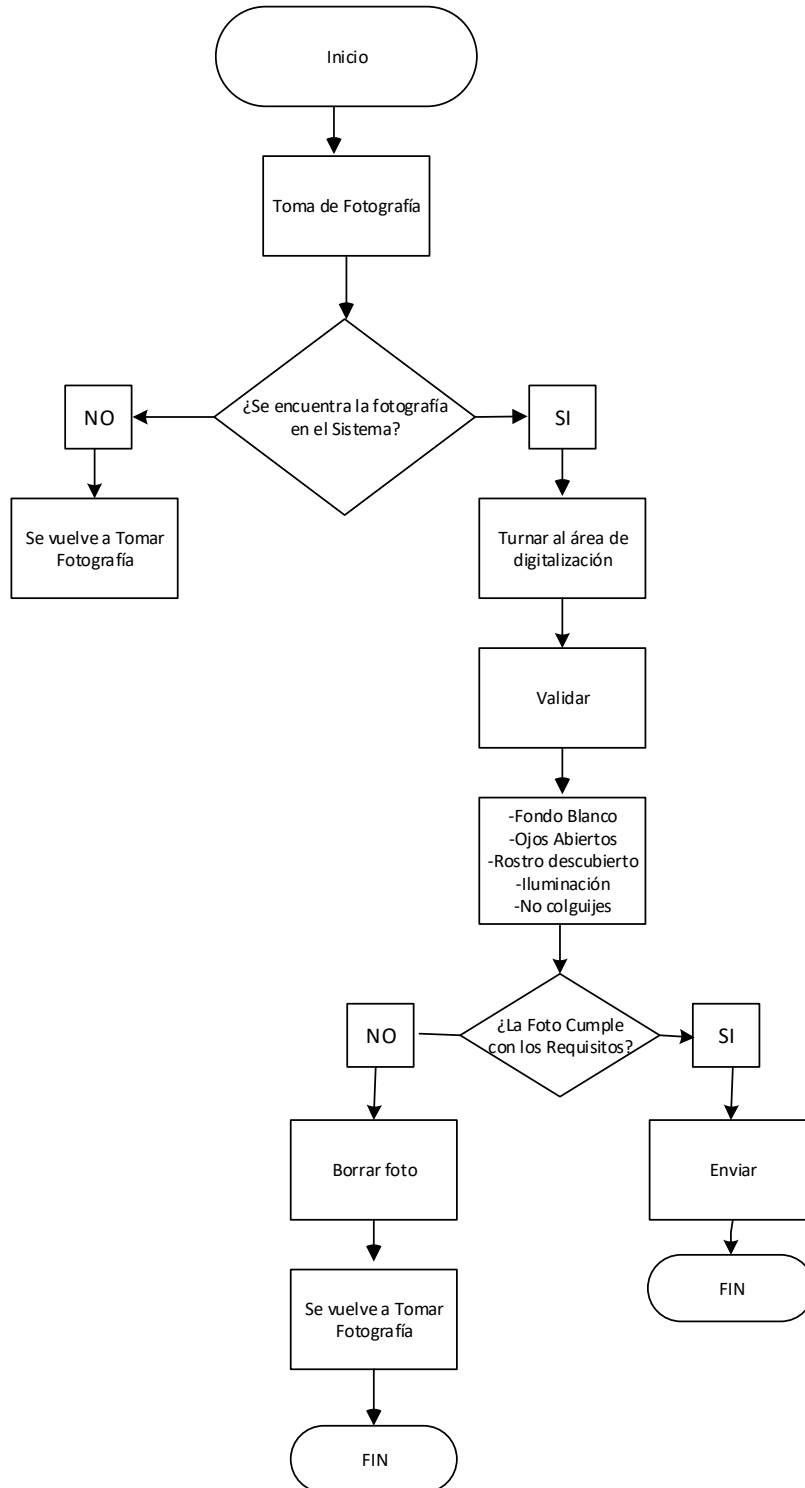 Inicio
Toma de Fotografía
¿Se encuentra la fotografía
en el Sistema?
NO
SI
Se vuelve a Tomar
Fotografía
Turnar al área de
digitalización
Validar
-Fondo Blanco
-Ojos Abiertos
-Rostro descubierto
-Iluminación
-No colguijes
¿La Foto Cumple
con los Requisitos?
NO
SI
Borrar foto
Enviar
Se vuelve a Tomar
Fotografía
FIN
FIN